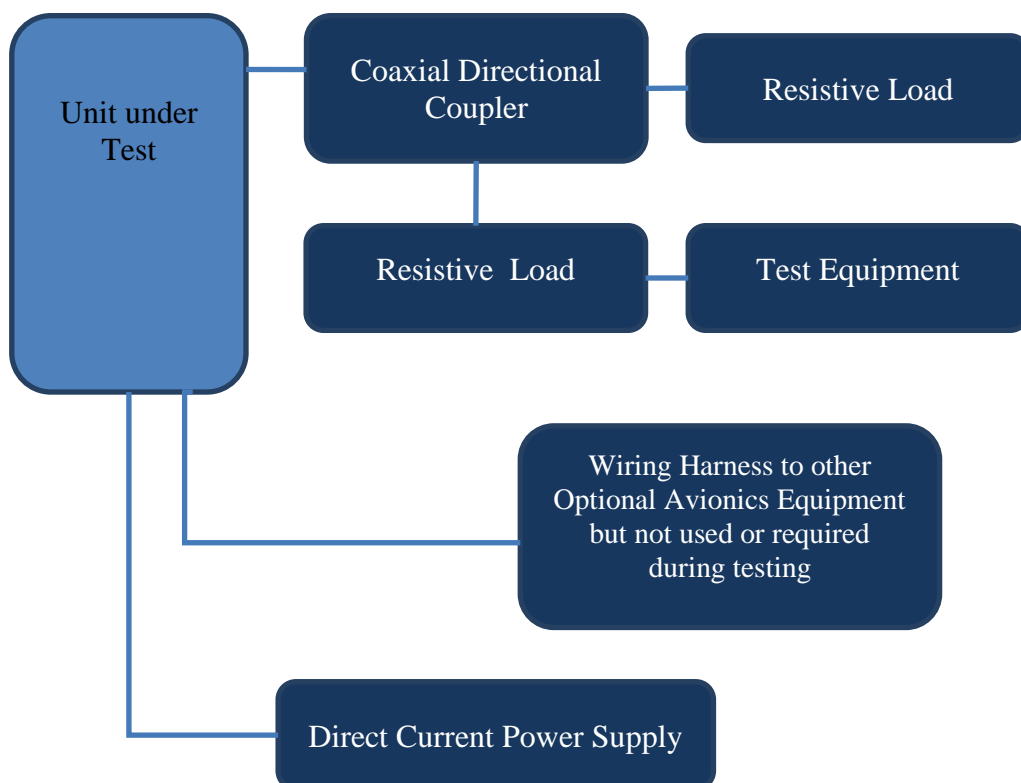 Unit under
Test
Coaxial Directional
Coupler
Resistive Load
Resistive  Load
Test Equipment
Wiring Harness to other
Optional Avionics Equipment
but not used or required
during testing
Direct Current Power Supply